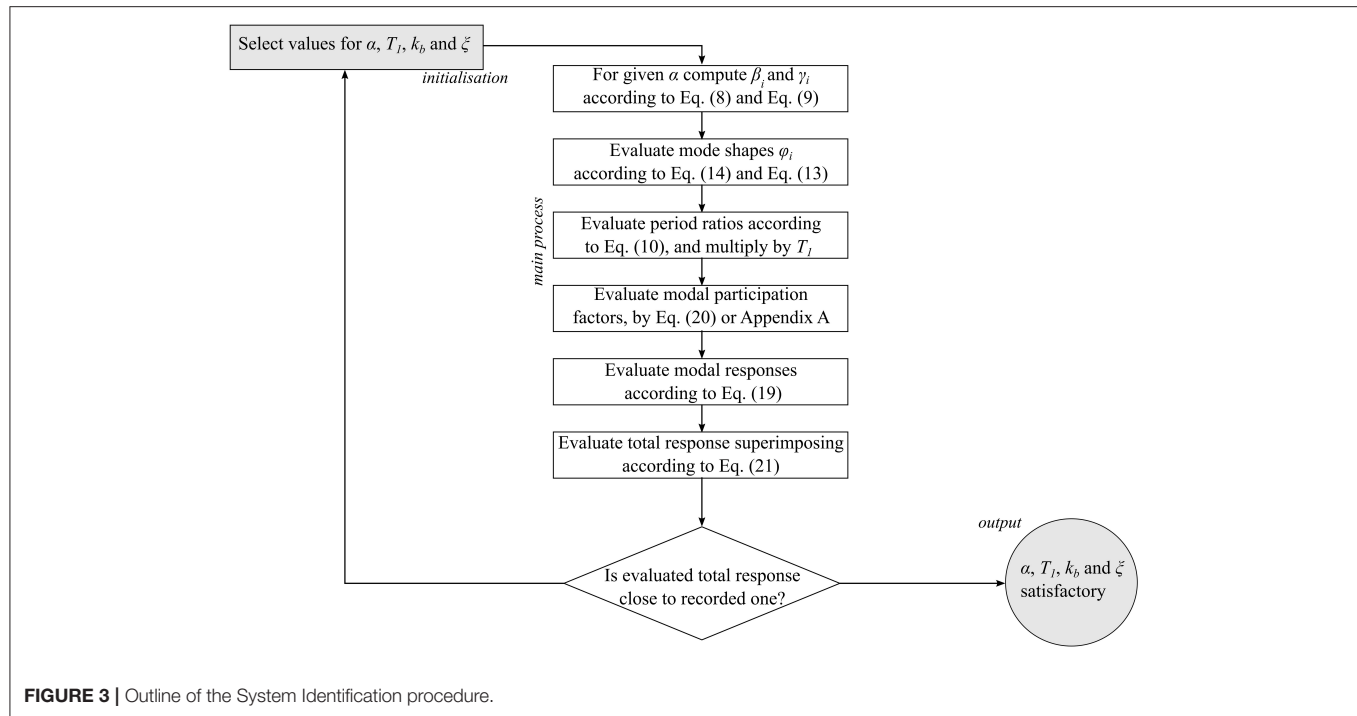 Select values for α, T1, kb and ξ
initialisation
For given α compute βi and γi
according to Eq. (8) and Eq. (9)
Evaluate mode shapes φi
according to Eq. (14) and Eq. (13)
main process
Evaluate period ratios according
to Eq. (10), and multiply by T1
Evaluate modal participation
factors, by Eq. (20) or Appendix A
Evaluate modal responses
according to Eq. (19)
Evaluate total response superimposing
according to Eq. (21)
Is evaluated total response
close to recorded one?
output
α, T1, kb and ξ
satisfactory
FIGURE 3 | Outline of the System Identification procedure.